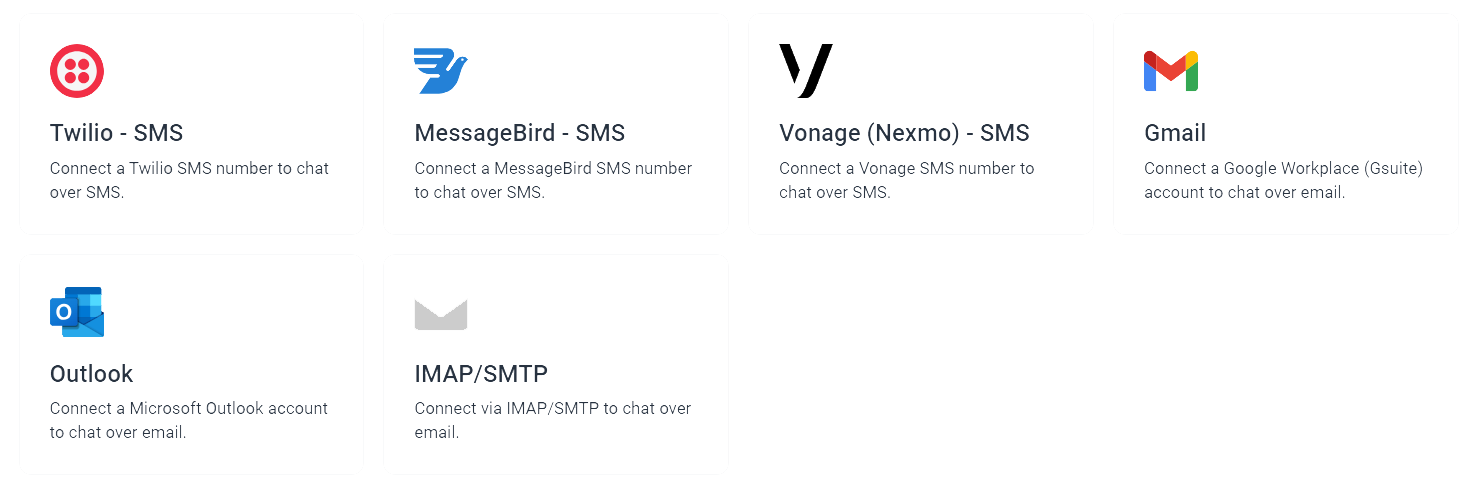 Twilio - SMS
Connect a Twilio SMS number to chat
over SMS.
MessageBird - SMS
Connect a MessageBird SMS number
to chat over SMS.
Vonage (Nexmo) - SMS
Connect a Vonage SMS number to
chat over SMS.
Gmail
Connect a Google Workplace (Gsuite)
account to chat over email.
Outlook
Connect a Microsoft Outlook account
to chat over email.
IMAP/SMTP
Connect via IMAP/SMTP to chat over
email.